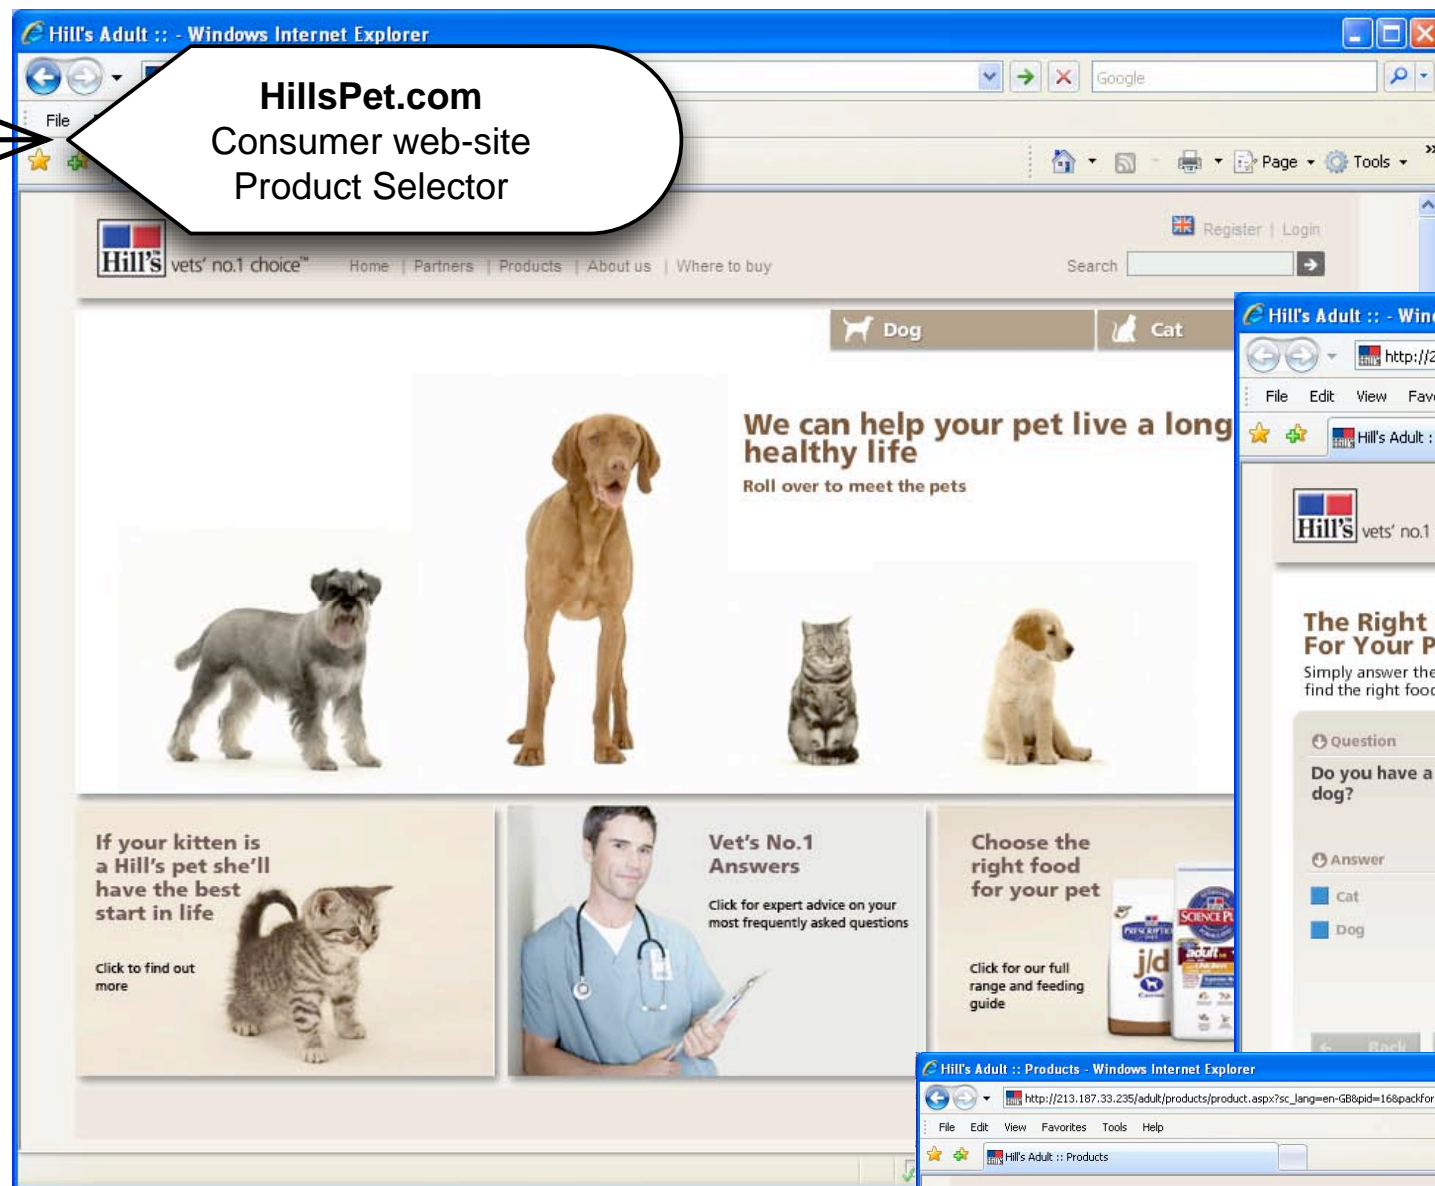 Hill's Adult :: - Windows Internet Explorer
HillsPet.com
Consumer web-site
Product Selector
Google
File
Page
Tools
Register | Login
Hill's vets' no.1 choice™
Home | Partners | Products | About us | Where to buy
Search
Dog
Cat
We can help your pet live a long
healthy life
Roll over to meet the pets
If your kitten is
a Hill's pet she'll
have the best
start in life
Click to find out
more
Vet's No.1
Answers
Click for expert advice on your
most frequently asked questions
Choose the
right food
for your pet
Click for our full
range and feeding
guide
PRESCRIPTI
j/d
Canine
SCIENCE PL
adult
Hill's Adult :: - Win
http://2
File Edit View Fav
Hill's Adult :
Hill's vets' no.1
The Right
For Your P
Simply answer the
find the right food
Question
Do you have a
dog?
Answer
Cat
Dog
Back
Hill's Adult :: Products - Windows Internet Explorer
http://213.187.33.235/adult/products/product.aspx?sc_lang=en-GB&pid=16&packfor
File Edit View Favorites Tools Help
Hill's Adult :: Products